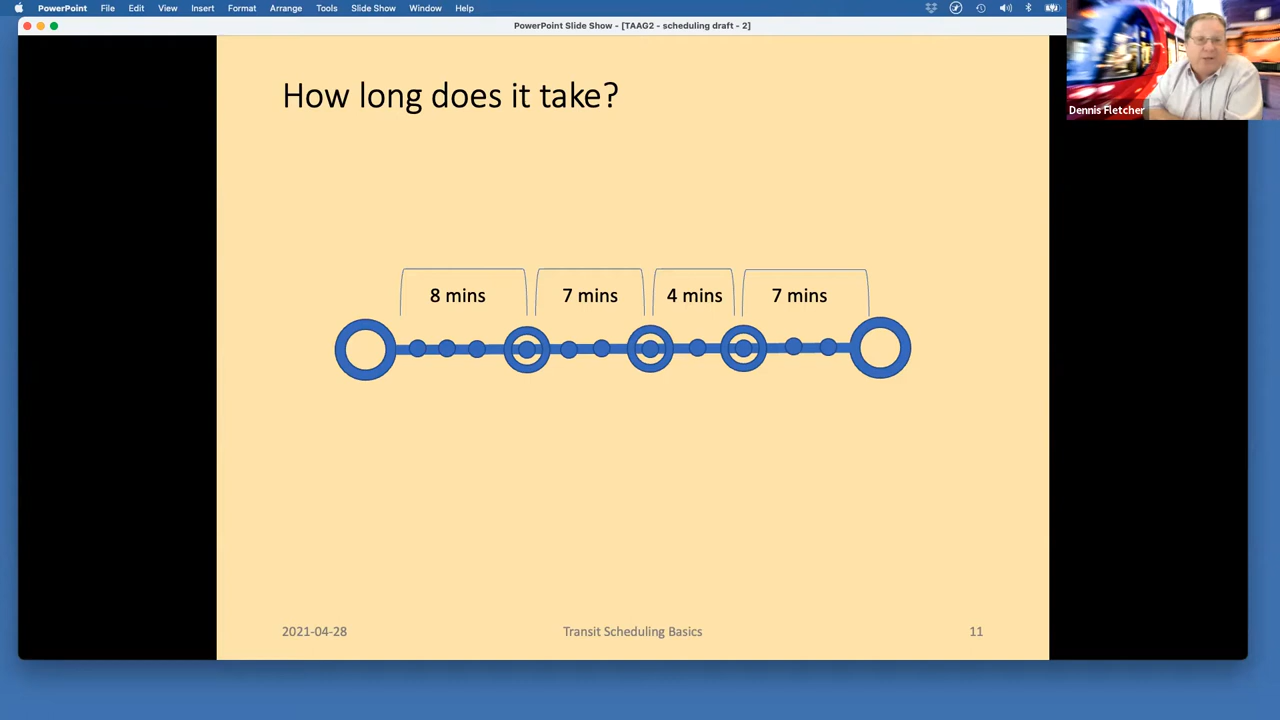 PowerPoint File Edit View Insert Format Arrange Tools Slide Show Window Help
PowerPoint Slide Show - [TAAG2 - scheduling draft - 2]
Dennis Fletcher
How long does it take?
8 mins 7 mins 4 mins 7 mins
2021-04-28 Transit Scheduling Basics 11